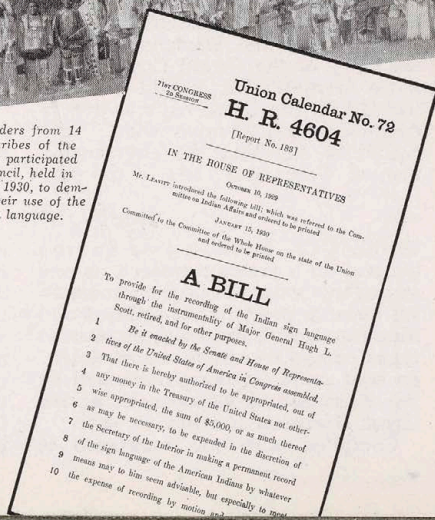 ders from 14
ribes of the
participated
ncil, held in
1930, to dem-
eir use of the
language.
71ST CONGRESS
2D SESSION
Union Calendar No. 72
H. R. 4604
[Report No. 183]
IN THE HOUSE OF REPRESENTATIVES
OCTOBER 10, 1929
Mr. LEAVITT introduced the following bill; which was referred to the Com-
mittee on Indian Affairs and ordered to be printed
JANUARY 15, 1930
Committed to the Committee of the Whole House on the state of the Union
and ordered to be printed
A BILL
To provide for the recording of the Indian sign language
through the instrumentality of Major General Hugh L.
Scott, retired, and for other purposes.
1 Be it enacted by the Senate and House of Representa-
2 tives of the United States of America in Congress assembled,
3 That there is hereby authorized to be appropriated, out of
4 any money in the Treasury of the United States not other-
5 wise appropriated, the sum of $5,000, or as much thereof
6 as may be necessary, to be expended in the discretion of
7 the Secretary of the Interior in making a permanent record
8 of the sign language of the American Indians by whatever
9 means may to him seem advisable, but especially to meet
10 the expense of recording by motion and